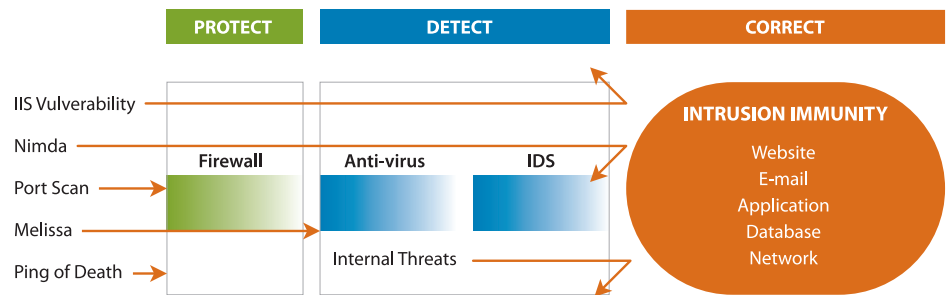 PROTECT
DETECT
CORRECT
IIS Vulverability
Nimda
Port Scan
Melissa
Ping of Death
Firewall
Anti-virus
IDS
Internal Threats
INTRUSION IMMUNITY
Website
E-mail
Application
Database
Network